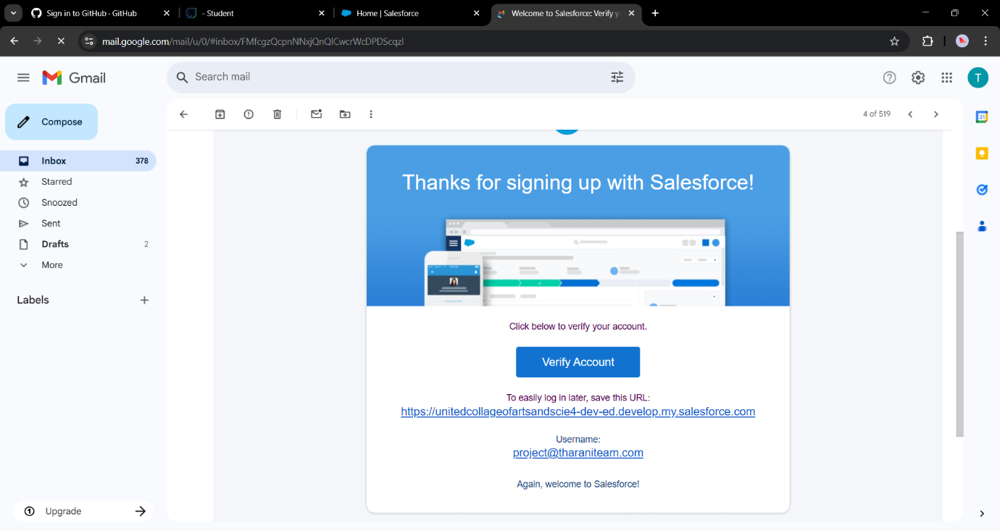 Sign in to GitHub · GitHub
- Student
Home | Salesforce
Welcome to Salesforce: Verify y
mail.google.com/mail/u/0/#inbox/FMfcgzQcpnNNxjQnQlCwcrWcDPDScqzl
Gmail
Search mail
T
Compose
4 of 519
Inbox 378
Starred
Snoozed
Sent
Drafts 2
More
Labels
Upgrade
31
Thanks for signing up with Salesforce!
Click below to verify your account.
Verify Account
To easily log in later, save this URL:
https://unitedcollageofartsandscie4-dev-ed.develop.my.salesforce.com
Username:
project@tharaniteam.com
Again, welcome to Salesforce!